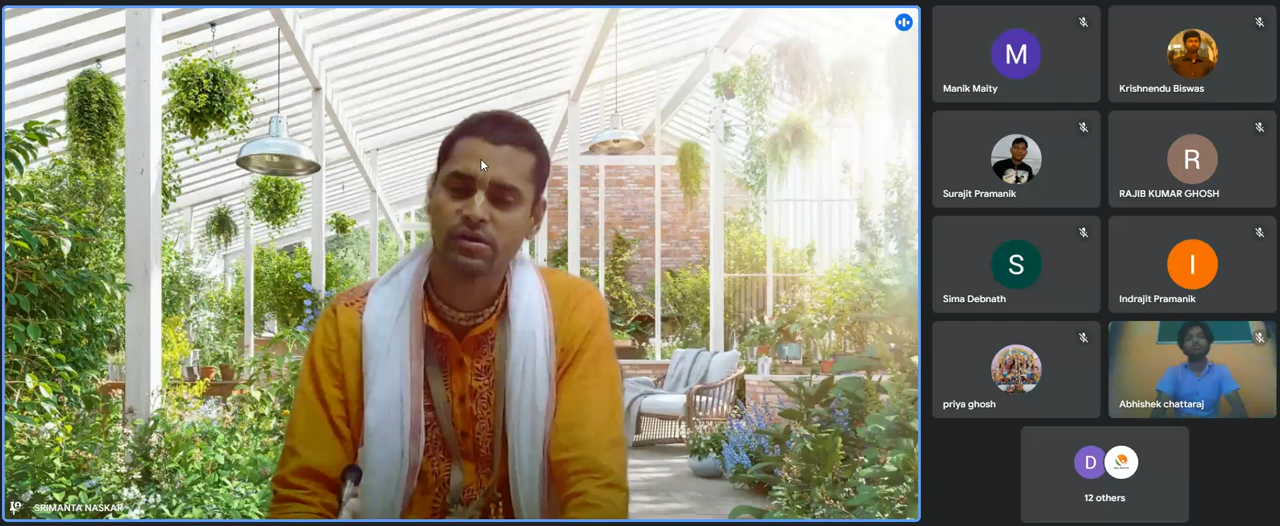 SRIMANTA NASKAR
M
Manik Maity
Krishnendu Biswas
Surajit Pramanik
R
RAJIB KUMAR GHOSH
S
Sima Debnath
I
Indrajit Pramanik
priya ghosh
Abhishek chattaraj
D
12 others